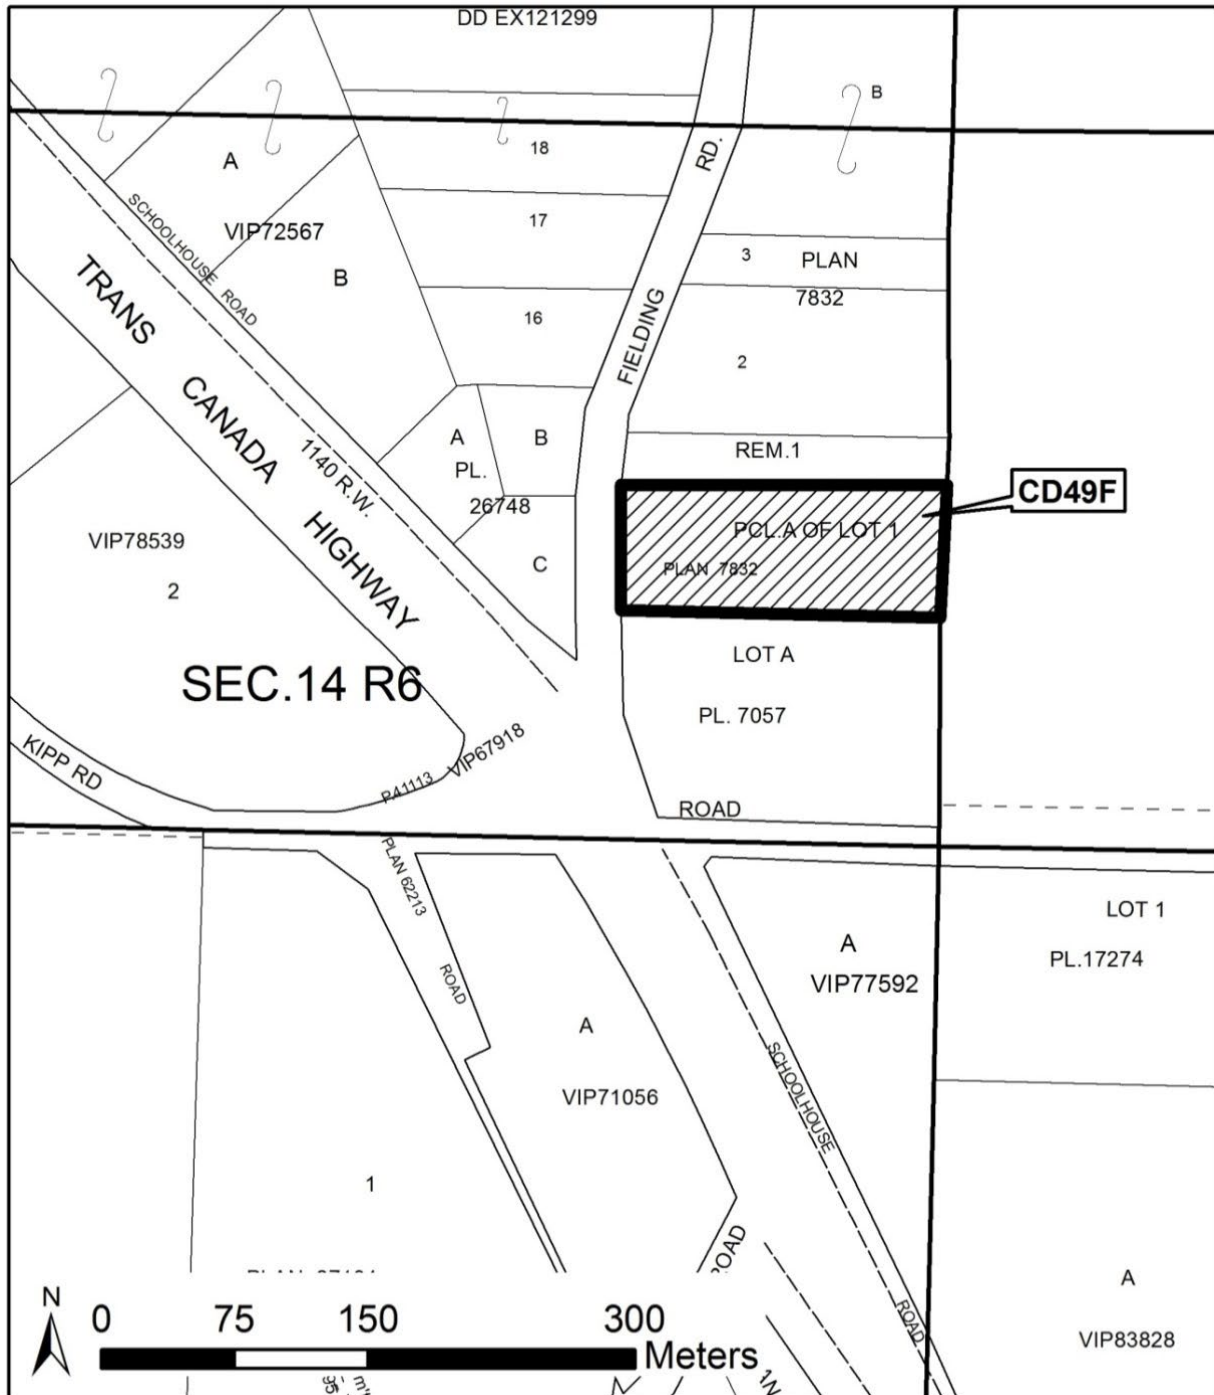 DD EX121299
B
RD.
18
A
SCHOOLHOUSE ROAD
VIP72567
17
3
PLAN
7832
B
TRANS
CANADA
HIGHWAY
16
FIELDING
2
A
B
PL.
26748
REM.1
1140 R.W.
CD49F
PCL.A OF LOT 1
PLAN 7832
VIP78539
2
C
SEC.14 R6
LOT A
PL. 7057
KIPP RD
P.41113
VIP67918
ROAD
PLAN 62213
ROAD
LOT 1
PL.17274
A
VIP77592
A
VIP71056
SCHOOLHOUSE
ROAD
1
ROAD
A
VIP83828
N
0 75 150 300
Meters